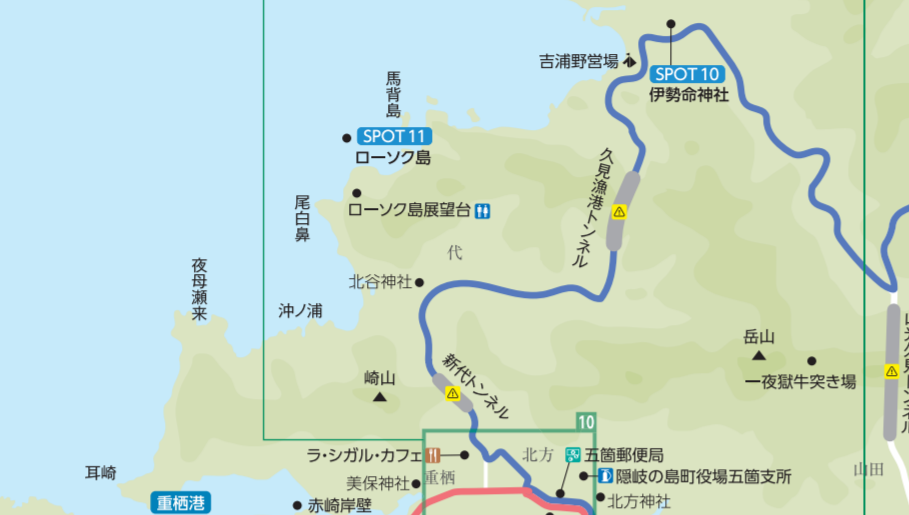 吉浦野営場
SPOT 10
伊勢命神社
馬背島
SPOT 11
ローソク島
久見漁港トンネル
ローソク島展望台
尾白鼻
代
夜母瀬来
北谷神社
沖ノ浦
岳山
一夜嶽牛突き場
崎山
新代トンネル
10
ラ・シガル・カフェ
北方
五箇郵便局
耳崎
美保神社
重栖
隠岐の島町役場五箇支所
山田
重栖港
赤崎岸壁
北方神社